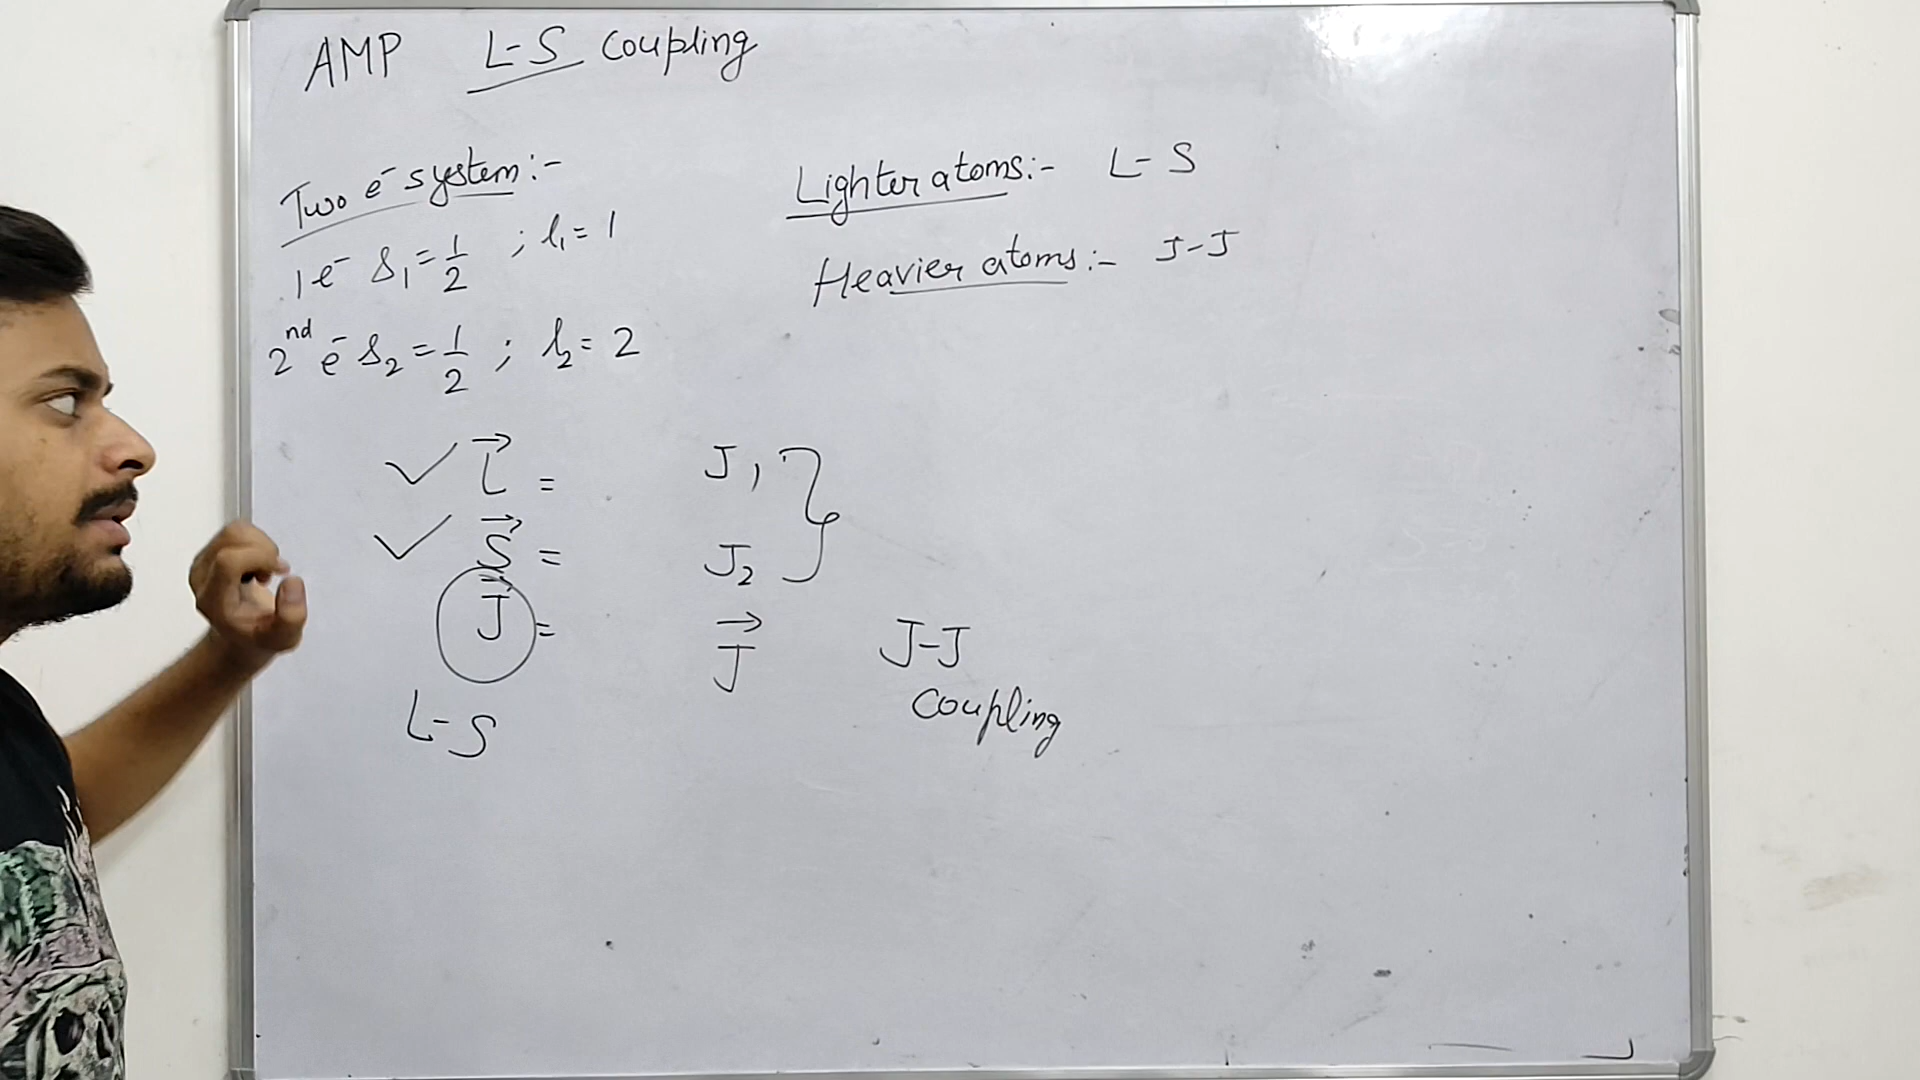 AMP L-S Coupling
Two e⁻ system:-
1e⁻ s₁ = 1/2 ; l₁ = 1
2nd e⁻ s₂ = 1/2 ; l₂ = 2
Lighter atoms:- L-S
Heavier atoms:- J-J
✓ L⃗ =
✓ S⃗ =
J⃗ =
L-S
J₁ }
J₂
J⃗
J-J
Coupling